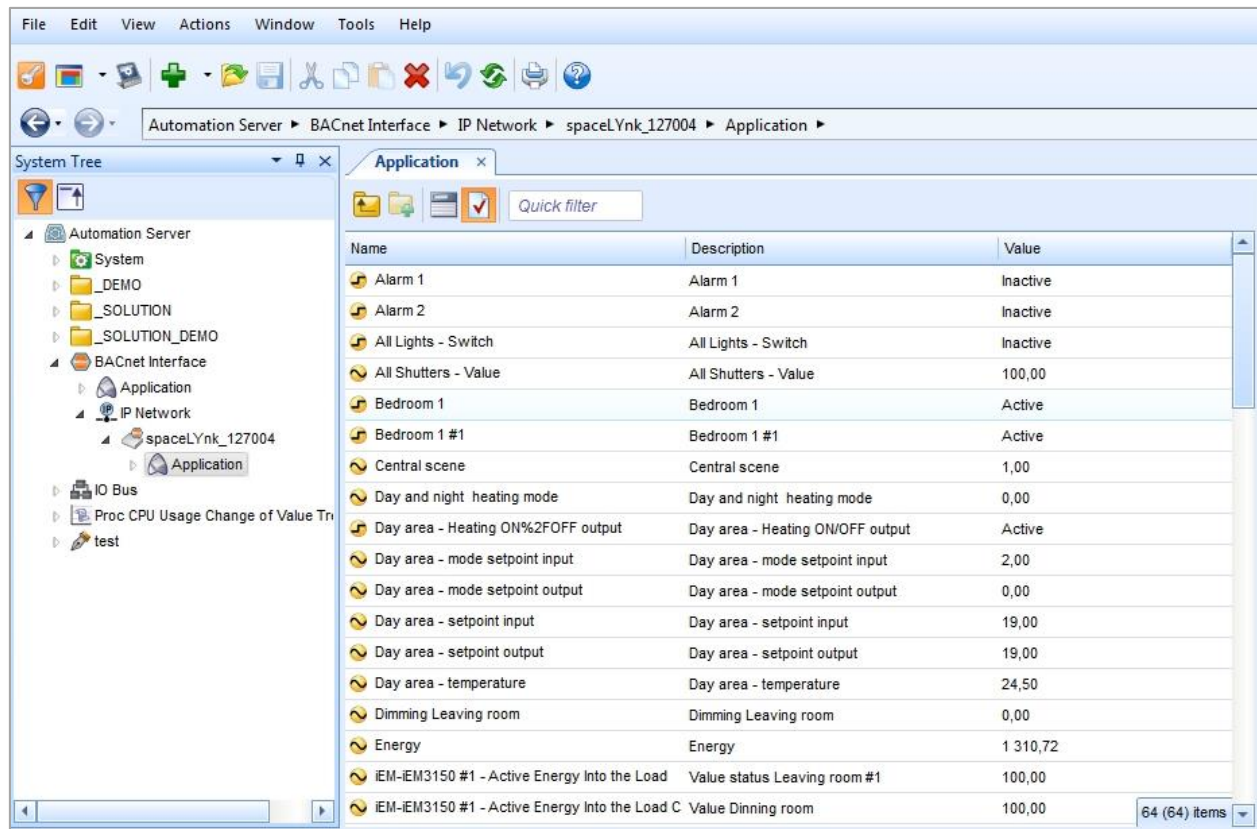 File Edit View Actions Window Tools Help
Automation Server ▸ BACnet Interface ▸ IP Network ▸ spaceLYnk_127004 ▸ Application ▸
System Tree
Application
Quick filter
Automation Server
System
_DEMO
_SOLUTION
_SOLUTION_DEMO
BACnet Interface
Application
IP Network
spaceLYnk_127004
Application
IO Bus
Proc CPU Usage Change of Value Tre
test
Name Description Value
Alarm 1 Alarm 1 Inactive
Alarm 2 Alarm 2 Inactive
All Lights - Switch All Lights - Switch Inactive
All Shutters - Value All Shutters - Value 100,00
Bedroom 1 Bedroom 1 Active
Bedroom 1 #1 Bedroom 1 #1 Active
Central scene Central scene 1,00
Day and night heating mode Day and night heating mode 0,00
Day area - Heating ON%2FOFF output Day area - Heating ON/OFF output Active
Day area - mode setpoint input Day area - mode setpoint input 2,00
Day area - mode setpoint output Day area - mode setpoint output 0,00
Day area - setpoint input Day area - setpoint input 19,00
Day area - setpoint output Day area - setpoint output 19,00
Day area - temperature Day area - temperature 24,50
Dimming Leaving room Dimming Leaving room 0,00
Energy Energy 1 310,72
iEM-iEM3150 #1 - Active Energy Into the Load Value status Leaving room #1 100,00
iEM-iEM3150 #1 - Active Energy Into the Load C Value Dinning room 100,00
64 (64) items